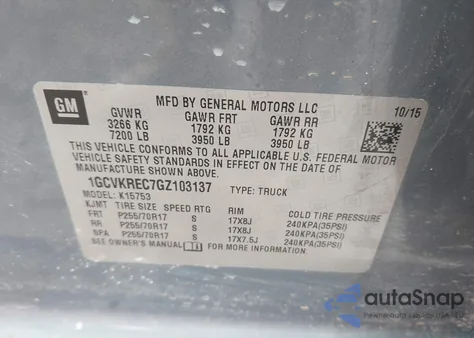 GM
MFD BY GENERAL MOTORS LLC
10/15
GVWR GAWR FRT GAWR RR
3266 KG 1792 KG 1792 KG
7200 LB 3950 LB 3950 LB
THIS VEHICLE CONFORMS TO ALL APPLICABLE U.S. FEDERAL MOTOR
VEHICLE SAFETY AND THEFT PREVENTION STANDARDS IN EFFECT ON
THE DATE OF MANUFACTURE
SHOWN ABOVE.
1GCVKREC7GZ103137 TYPE: TRUCK
MODEL: K15753
KJMT TIRE SIZE SPEED RTG RIM COLD TIRE PRESSURE
FRT P255/70R17 S 17X8J 240KPA(35PSI)
RR P255/70R17 S 17X8J 240KPA(35PSI)
SPA P255/70R17 S 17X7.5J 240KPA(35PSI)
SEE OWNER'S MANUAL FOR MORE INFORMATION.
autoSnap